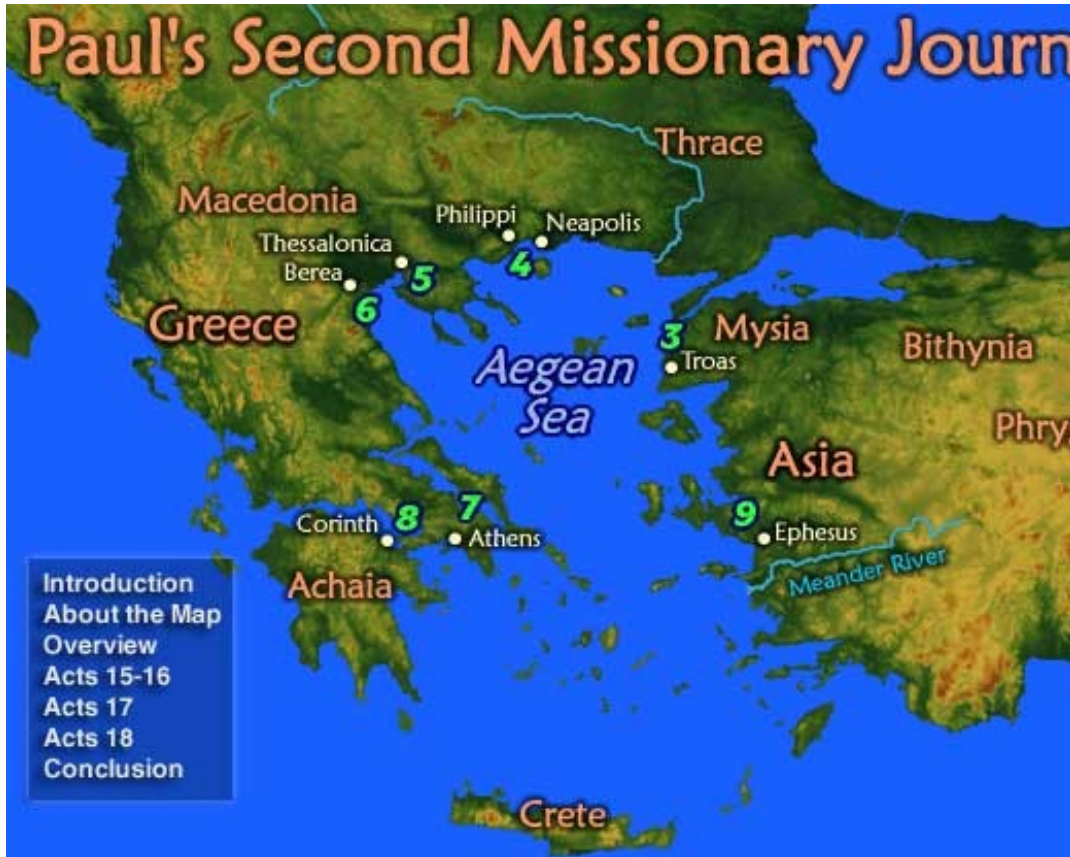 Paul's Second Missionary Journ
Thrace
Macedonia
Philippi
Neapolis
Thessalonica
4
Berea
5
6
Greece
3
Mysia
Bithynia
Troas
Aegean
Sea
Phry
Asia
8
7
9
Corinth
Athens
Ephesus
Meander River
Achaia
Introduction
About the Map
Overview
Acts 15-16
Acts 17
Acts 18
Conclusion
Crete